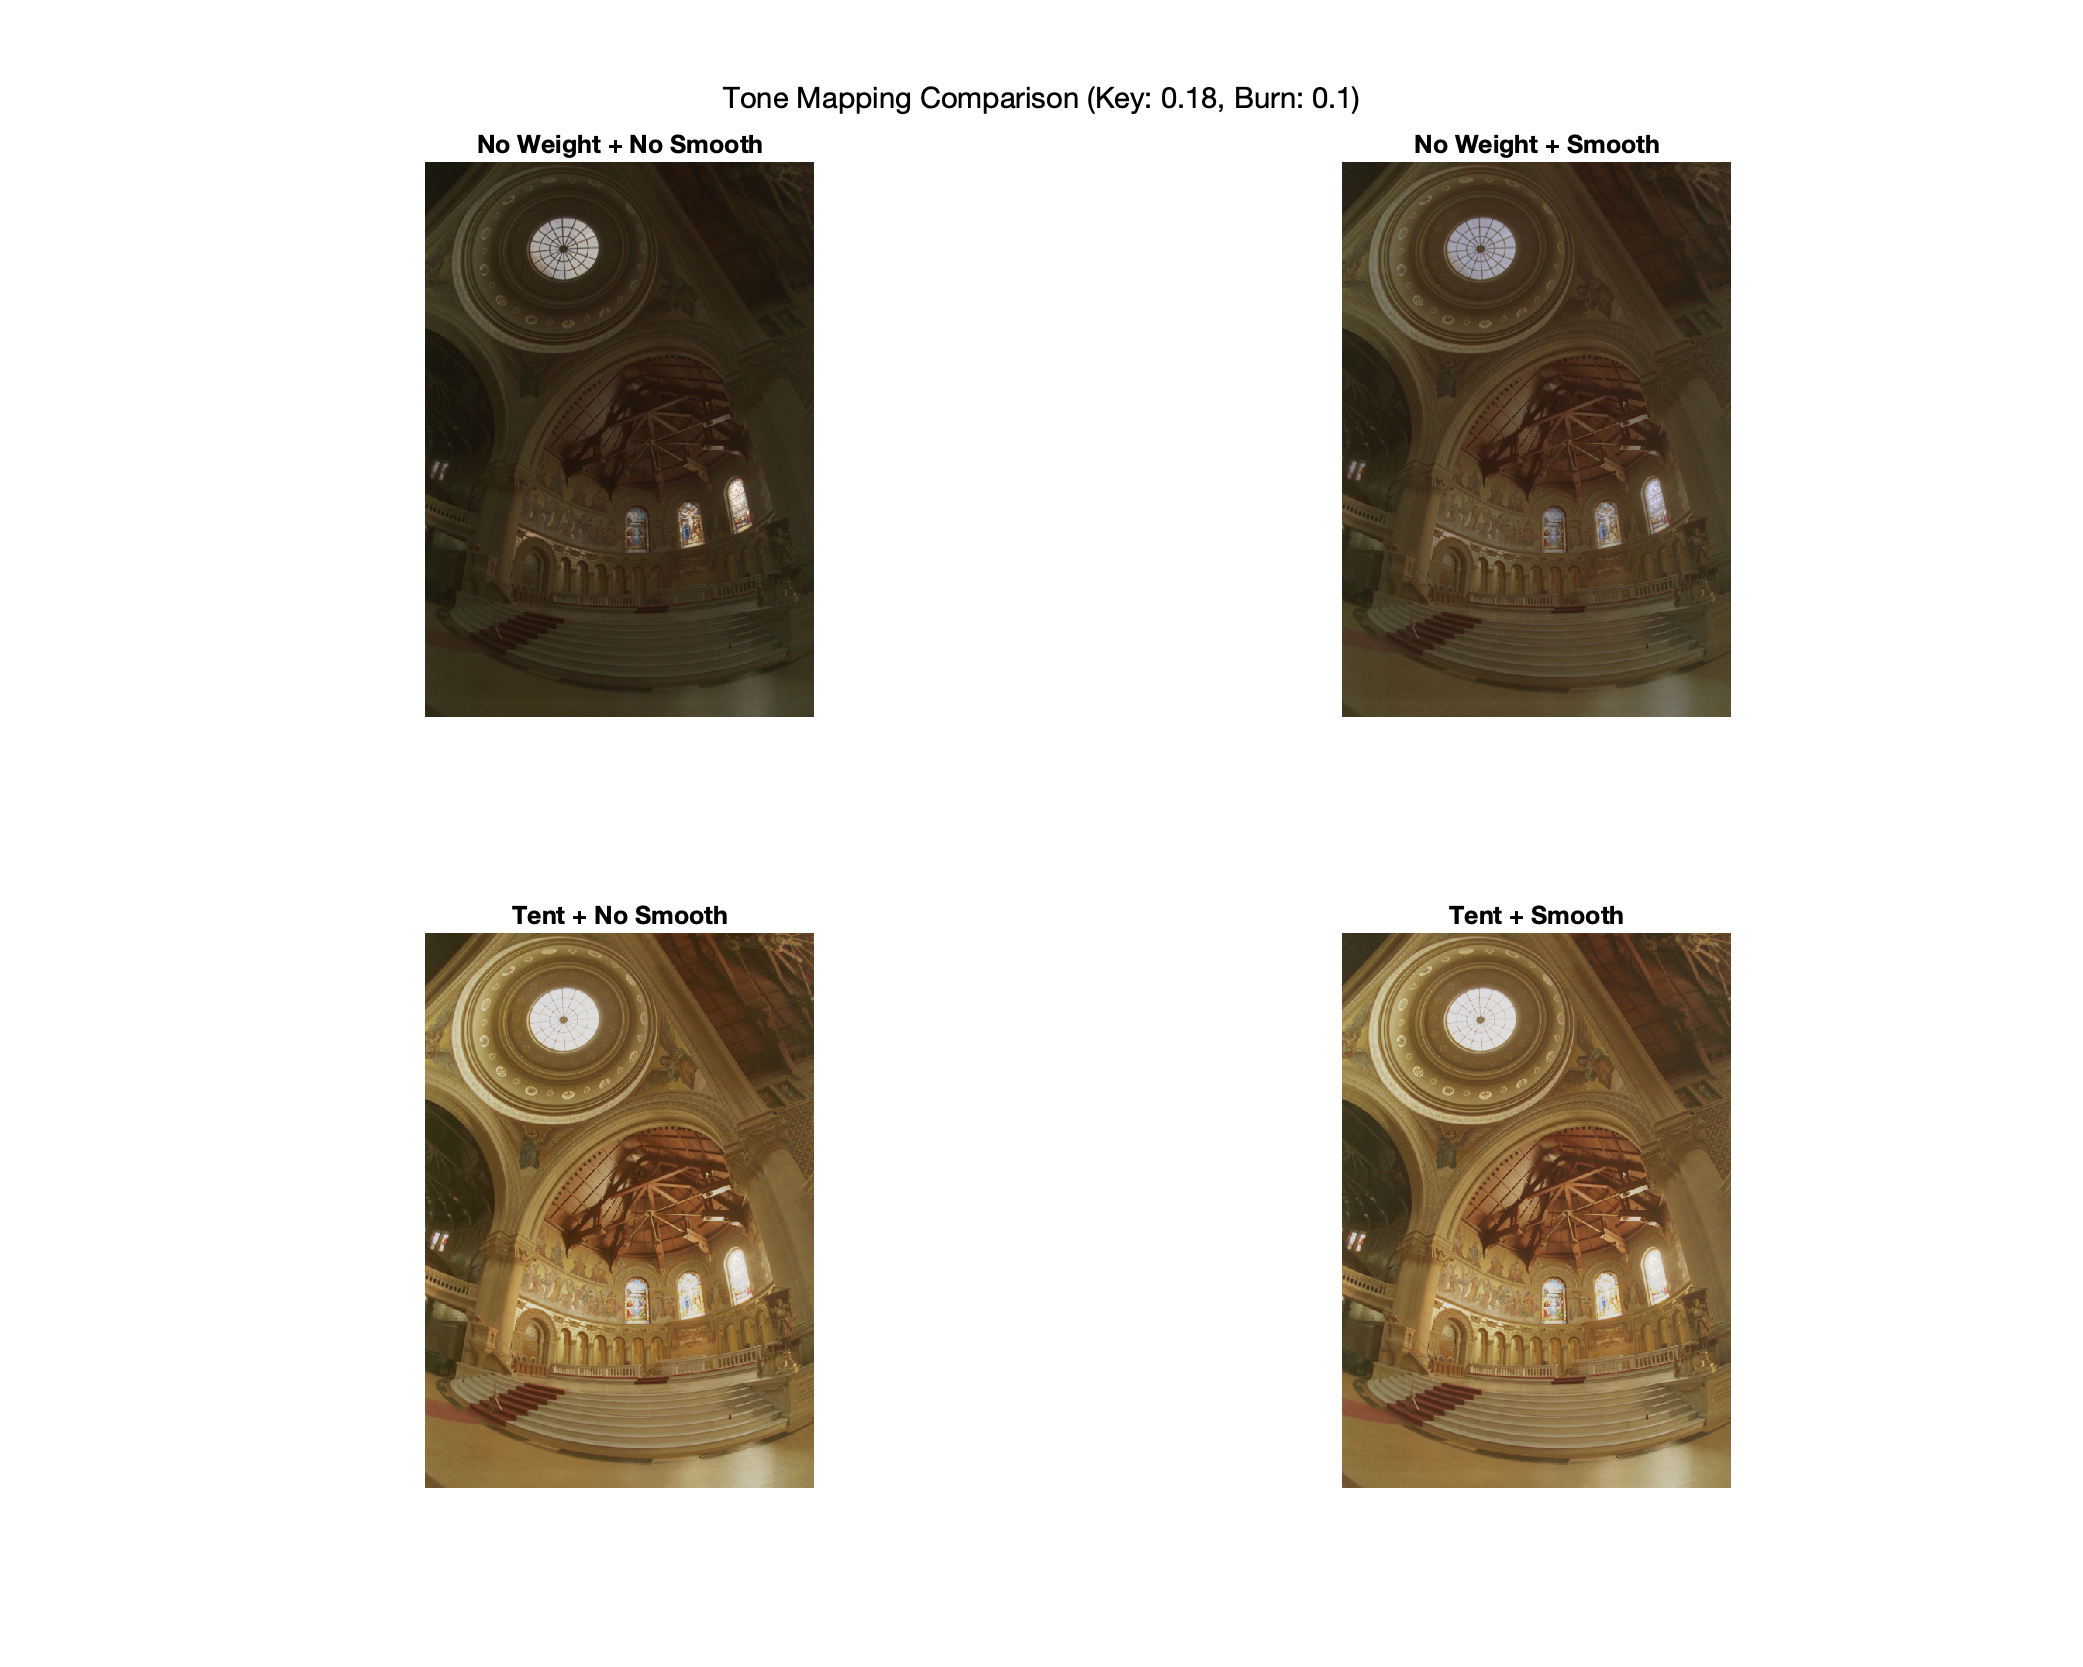 Tone Mapping Comparison (Key: 0.18, Burn: 0.1)
No Weight + No Smooth
No Weight + Smooth
Tent + No Smooth
Tent + Smooth